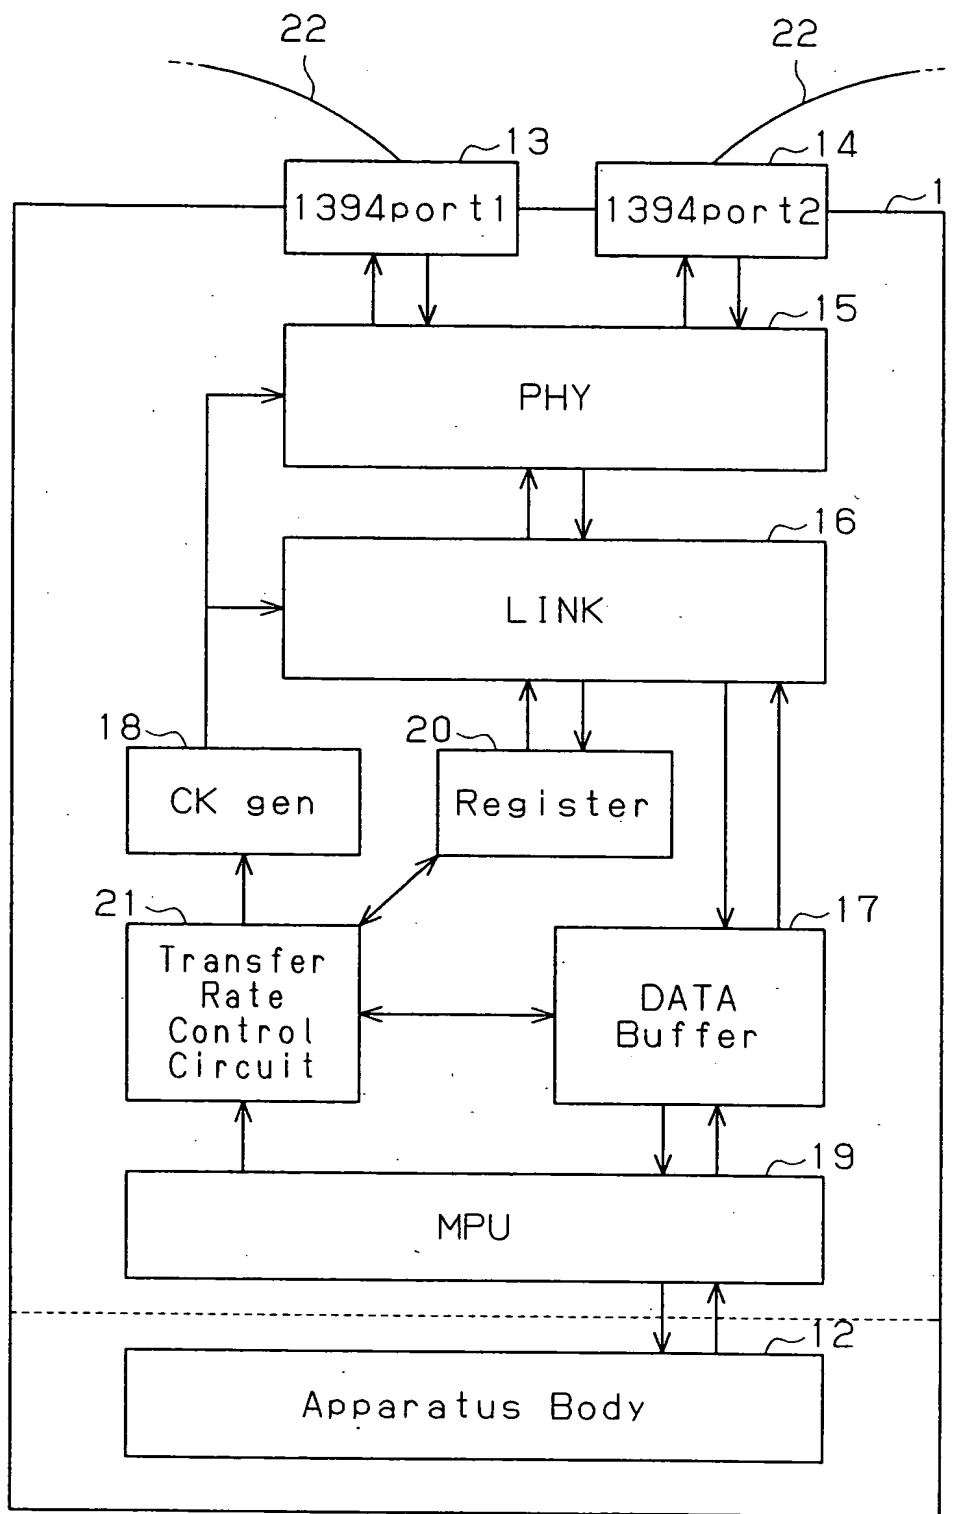 22
22
13
14
1
1394port1
1394port2
15
PHY
16
LINK
18
20
CK gen
Register
21
17
Transfer
Rate
Control
Circuit
DATA
Buffer
19
MPU
12
Apparatus Body